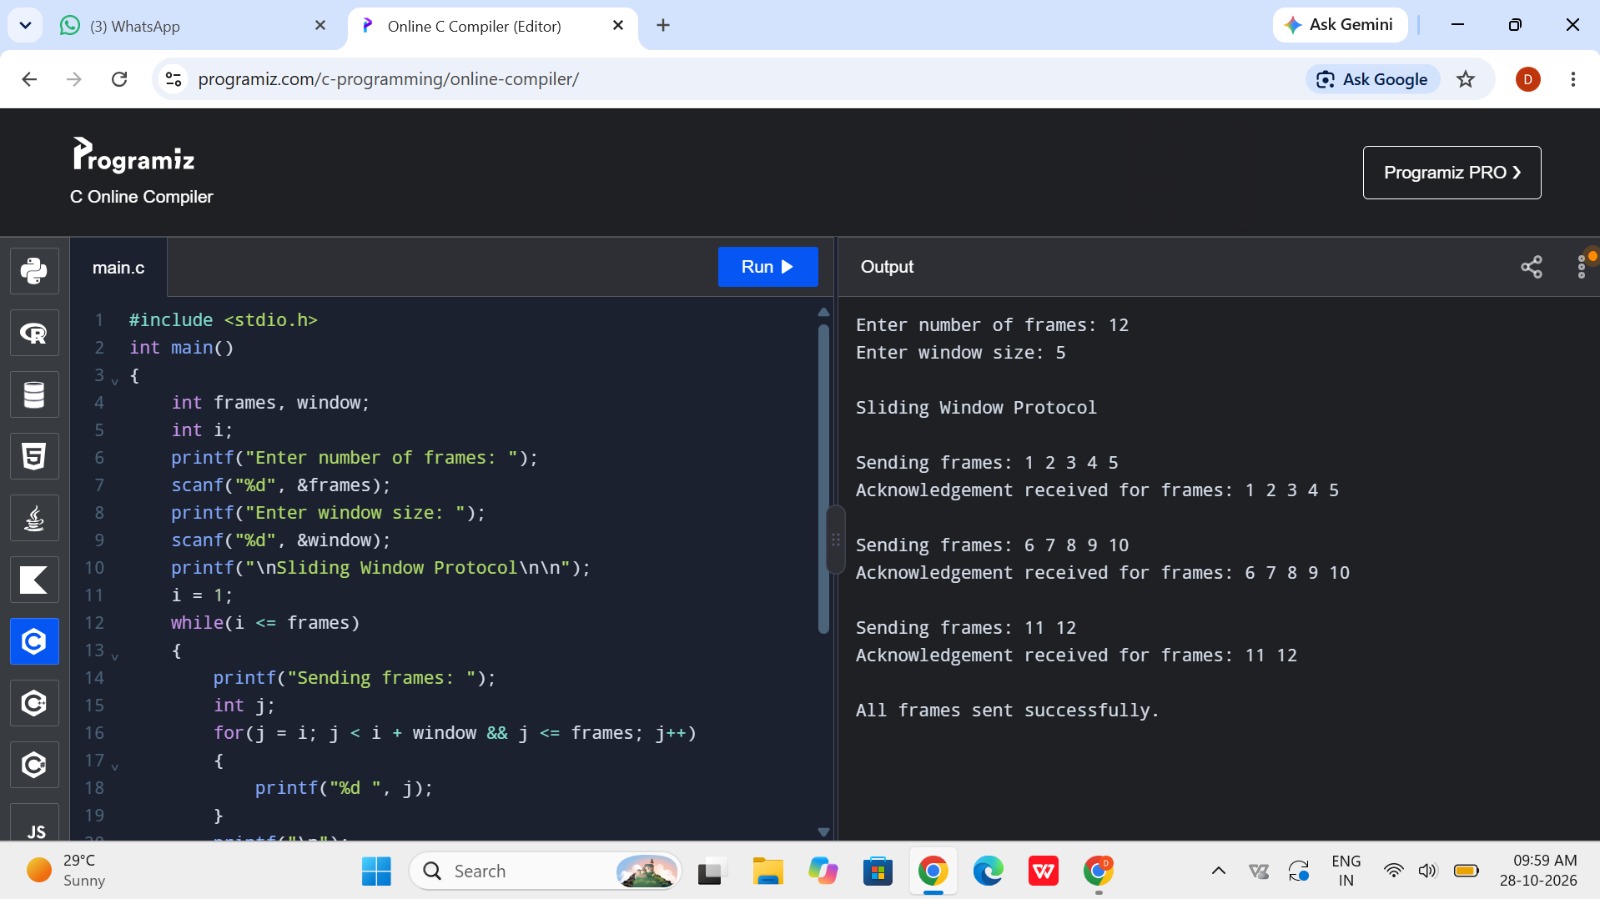 (3) WhatsApp
Online C Compiler (Editor)
Ask Gemini
programiz.com/c-programming/online-compiler/
Ask Google
D
Programiz
C Online Compiler
Programiz PRO ❯
main.c
Run
1 #include <stdio.h>
2 int main()
3 {
4 int frames, window;
5 int i;
6 printf("Enter number of frames: ");
7 scanf("%d", &frames);
8 printf("Enter window size: ");
9 scanf("%d", &window);
10 printf("\nSliding Window Protocol\n\n");
11 i = 1;
12 while(i <= frames)
13 {
14 printf("Sending frames: ");
15 int j;
16 for(j = i; j < i + window && j <= frames; j++)
17 {
18 printf("%d ", j);
19 }
JS
Output
Enter number of frames: 12
Enter window size: 5
Sliding Window Protocol
Sending frames: 1 2 3 4 5
Acknowledgement received for frames: 1 2 3 4 5
Sending frames: 6 7 8 9 10
Acknowledgement received for frames: 6 7 8 9 10
Sending frames: 11 12
Acknowledgement received for frames: 11 12
All frames sent successfully.
29°C
Sunny
Search
ENG
IN
09:59 AM
28-10-2026